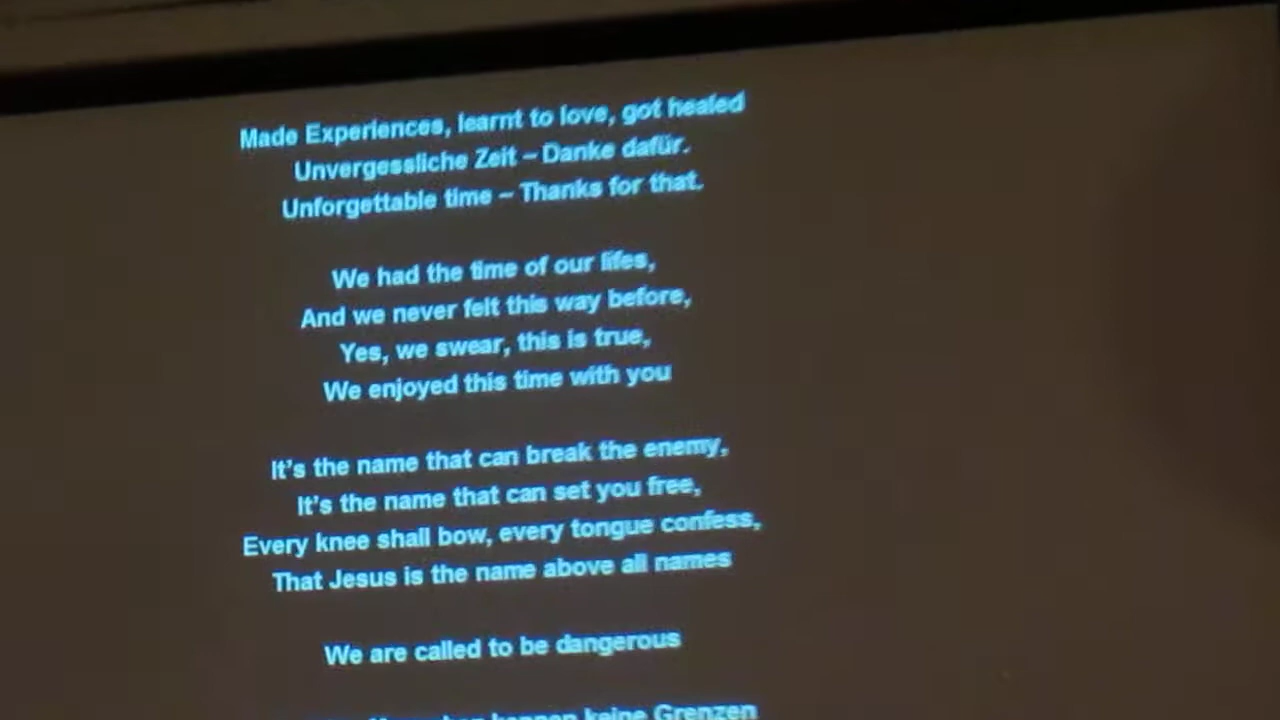 Made Experiences, learnt to love, got healed
Unvergessliche Zeit – Danke dafür.
Unforgettable time – Thanks for that.
We had the time of our lifes,
And we never felt this way before,
Yes, we swear, this is true,
We enjoyed this time with you
It's the name that can break the enemy,
It's the name that can set you free,
Every knee shall bow, every tongue confess,
That Jesus is the name above all names
We are called to be dangerous
kennen keine Grenzen